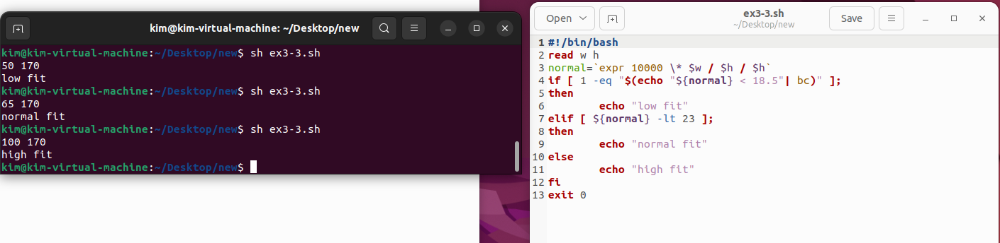 kim@kim-virtual-machine: ~/Desktop/new
kim@kim-virtual-machine:~/Desktop/new$ sh ex3-3.sh
50 170
low fit
kim@kim-virtual-machine:~/Desktop/new$ sh ex3-3.sh
65 170
normal fit
kim@kim-virtual-machine:~/Desktop/new$ sh ex3-3.sh
100 170
high fit
kim@kim-virtual-machine:~/Desktop/new$
Open
ex3-3.sh
~/Desktop/new
Save
1 #!/bin/bash
2 read w h
3 normal=`expr 10000 \* $w / $h / $h`
4 if [ 1 -eq "$(echo "${normal} < 18.5"| bc)" ];
5 then
6         echo "low fit"
7 elif [ ${normal} -lt 23 ];
8 then
9         echo "normal fit"
10 else
11         echo "high fit"
12 fi
13 exit 0